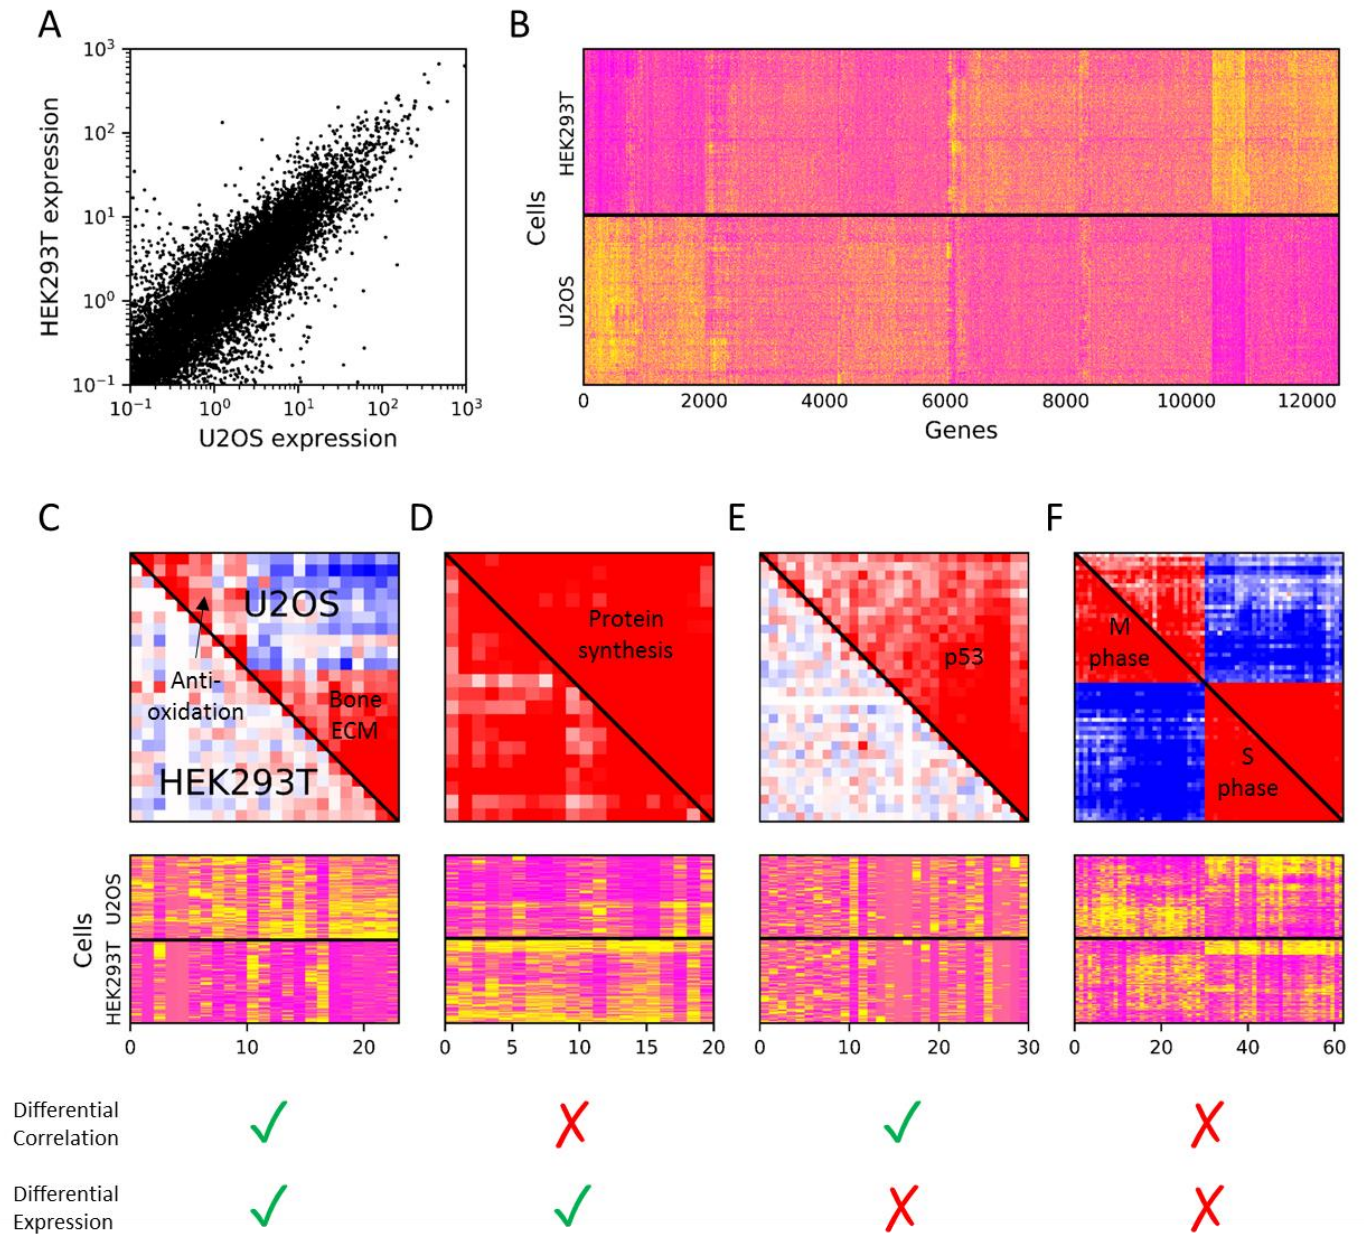 A
B
10³
10²
10¹
10⁰
10⁻¹
HEK293T expression
10⁻¹ 10⁰ 10¹ 10² 10³
U2OS expression
Cells
HEK293T
U2OS
0 2000 4000 6000 8000 10000 12000
Genes
C
D
E
F
U2OS
Anti-
oxidation
Bone
ECM
HEK293T
Protein
synthesis
p53
M
phase
S
phase
Cells
U2OS
HEK293T
0 10 20
0 5 10 15 20
0 10 20 30
0 20 40 60
Differential
Correlation
✓ ✗ ✓ ✗
Differential
Expression
✓ ✓ ✗ ✗